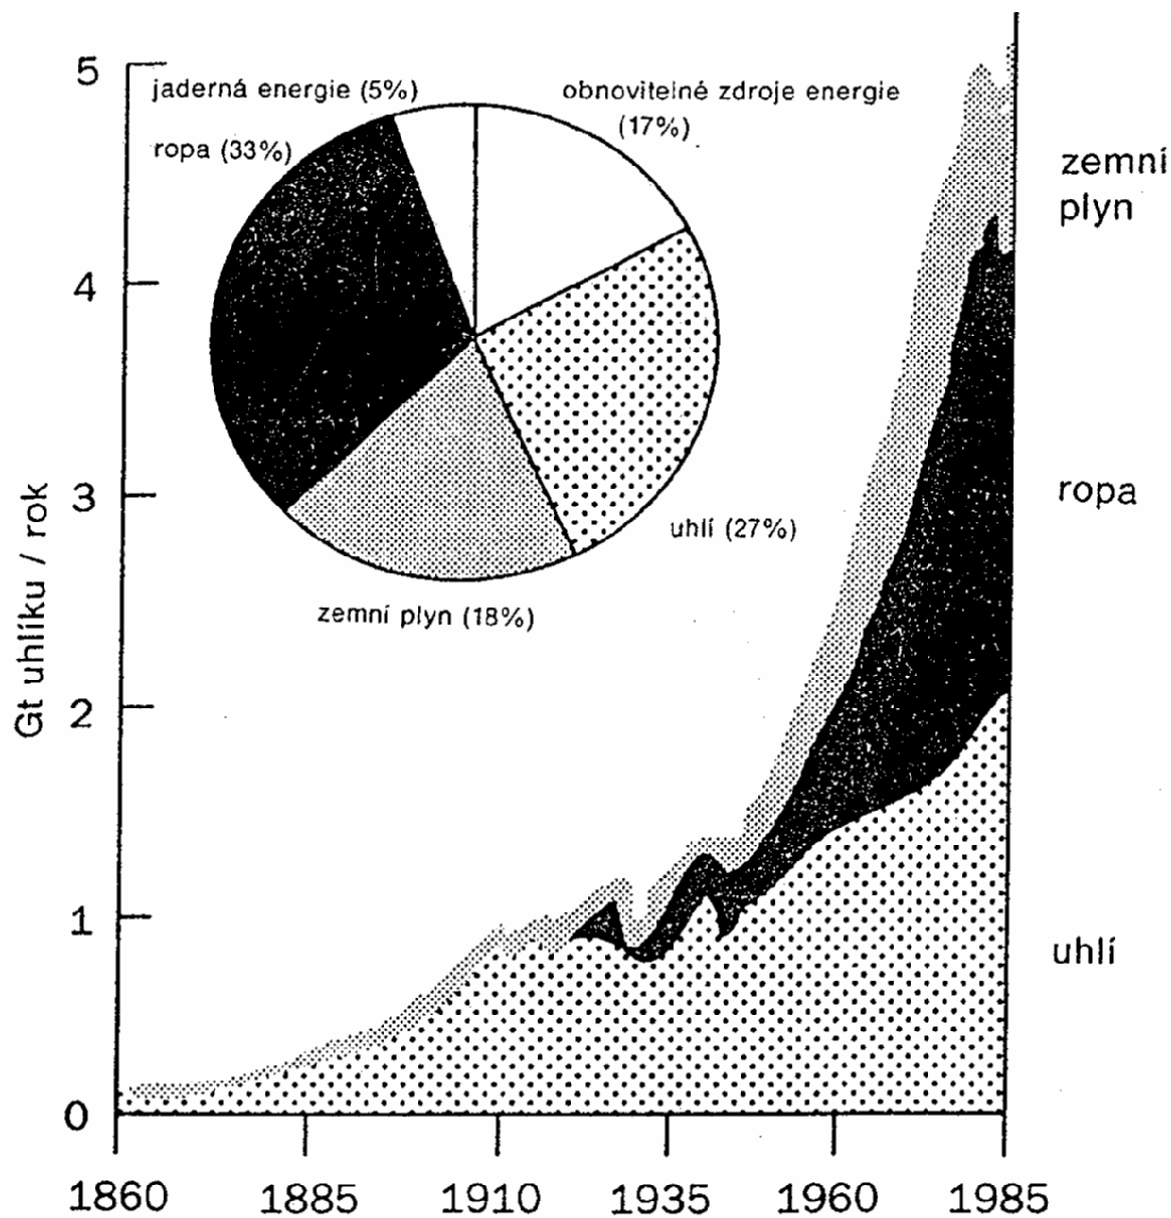 5
jaderná energie (5%)
obnovitelné zdroje energie
(17%)
ropa (33%)
zemní
plyn
4
3
ropa
uhlí (27%)
zemní plyn (18%)
Gt uhlíku / rok
2
1
uhlí
0
1860 1885 1910 1935 1960 1985